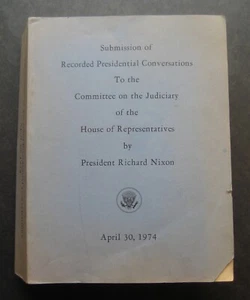 Submission of
Recorded Presidential Conversations
To the
Committee on the Judiciary
of the
House of Representatives
by
President Richard Nixon
April 30, 1974